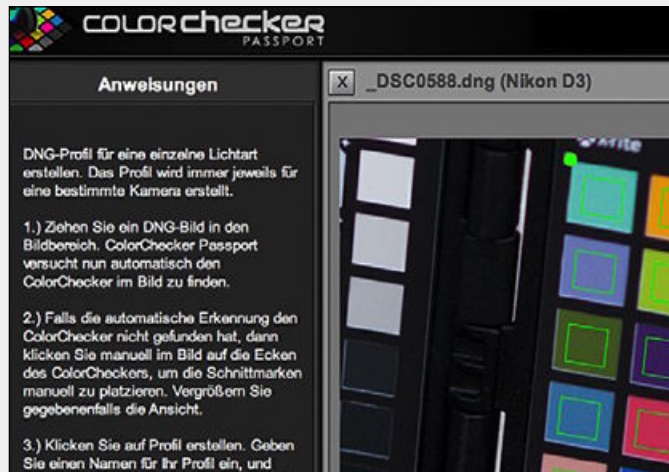 COLORCHECKER
PASSPORT
Anweisungen
X _DSC0588.dng (Nikon D3)
DNG-Profil für eine einzelne Lichtart
erstellen. Das Profil wird immer jeweils für
eine bestimmte Kamera erstellt.
1.) Ziehen Sie ein DNG-Bild in den
Bildbereich. ColorChecker Passport
versucht nun automatisch den
ColorChecker im Bild zu finden.
2.) Falls die automatische Erkennung den
ColorChecker nicht gefunden hat, dann
klicken Sie manuell im Bild auf die Ecken
des ColorCheckers, um die Schnittmarken
manuell zu platzieren. Vergrößern Sie
gegebenenfalls die Ansicht.
3.) Klicken Sie auf Profil erstellen. Geben
Sie einen Namen für Ihr Profil ein, und